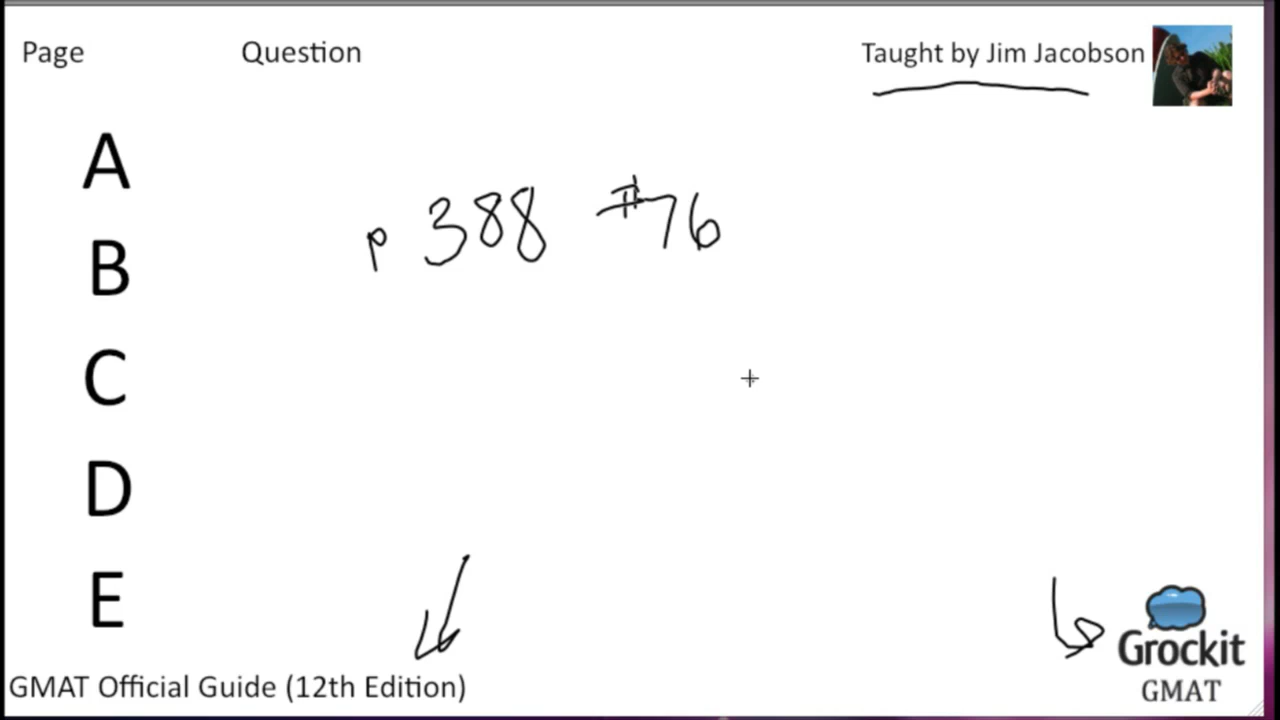 Page Question Taught by Jim Jacobson
A
p 388 #76
B
C
D
E
Grockit
GMAT Official Guide (12th Edition) GMAT